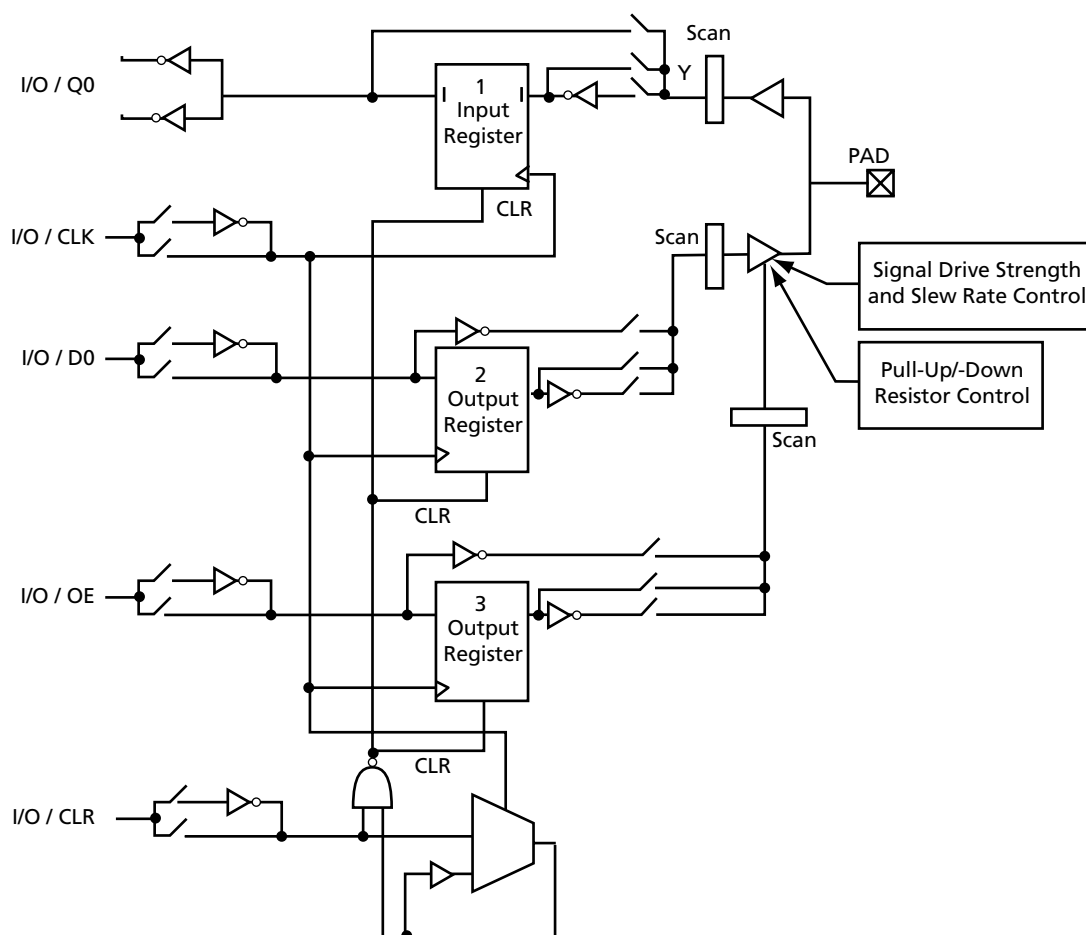 Scan
I/O / Q0
1
Input
Register
I
I
Y
PAD
CLR
I/O / CLK
Scan
Signal Drive Strength
and Slew Rate Control
I/O / D0
2
Output
Register
Pull-Up/-Down
Resistor Control
Scan
CLR
I/O / OE
3
Output
Register
CLR
I/O / CLR